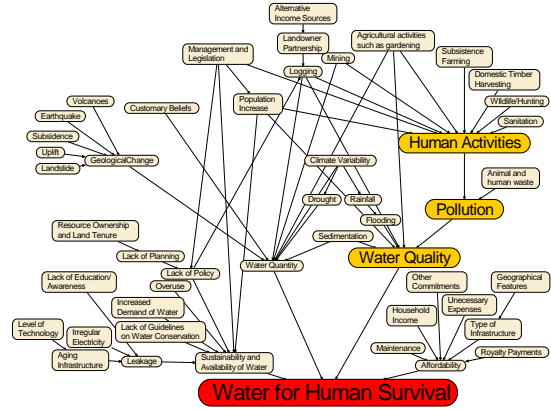 Alternative
Income Sources
Landowner
Partnership
Agricultural activities
such as gardening
Management and
Legislation
Mining
Subsistence
Farming
Logging
Domestic Timber
Harvesting
Volcanoes
Customary Beliefs
Population
Increase
Wildlife/Hunting
Earthquake
Sanitation
Subsidence
Human Activities
Uplift
GeologicalChange
Climate Variability
Landslide
Animal and
human waste
Drought
Rainfall
Pollution
Flooding
Resource Ownership
and Land Tenure
Sedimentation
Lack of Planning
Water Quality
Water Quantity
Lack of Policy
Other
Commitments
Geographical
Features
Lack of Education/
Awareness
Overuse
Increased
Demand of Water
Unecessary
Expenses
Household
Income
Level of
Technology
Irregular
Electricity
Lack of Guidelines
on Water Conservation
Type of
Infrastructure
Maintenance
Royalty Payments
Aging
Infrastructure
Leakage
Sustainability and
Availability of Water
Affordability
Water for Human Survival